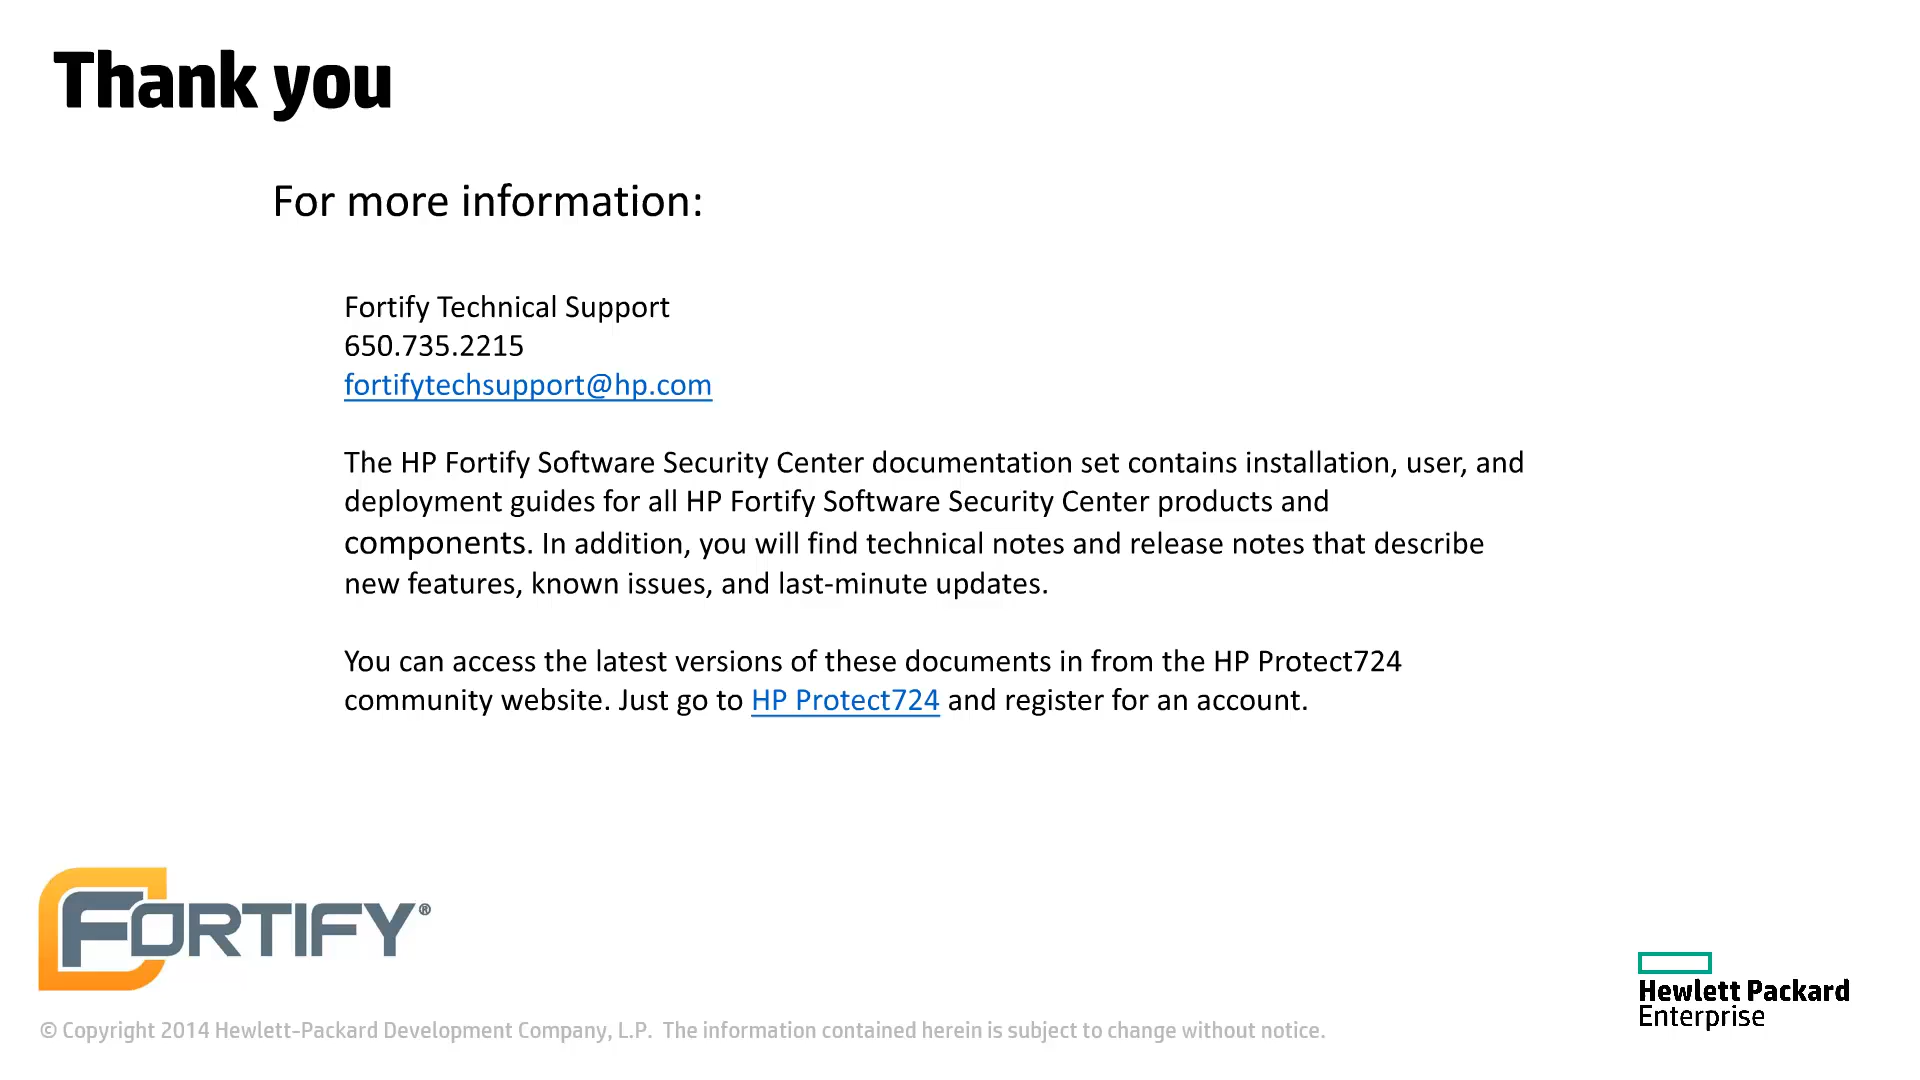 Thank you
For more information:
Fortify Technical Support
650.735.2215
fortifytechsupport@hp.com
The HP Fortify Software Security Center documentation set contains installation, user, and
deployment guides for all HP Fortify Software Security Center products and
components. In addition, you will find technical notes and release notes that describe
new features, known issues, and last-minute updates.
You can access the latest versions of these documents in from the HP Protect724
community website. Just go to HP Protect724 and register for an account.
FORTIFY®
Hewlett Packard
Enterprise
© Copyright 2014 Hewlett-Packard Development Company, L.P. The information contained herein is subject to change without notice.